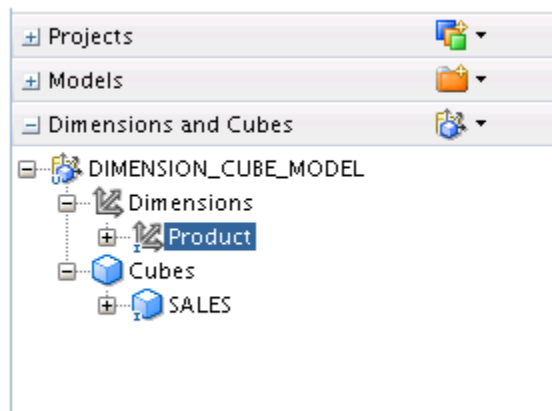 Projects
Models
Dimensions and Cubes
DIMENSION_CUBE_MODEL
Dimensions
Product
Cubes
SALES